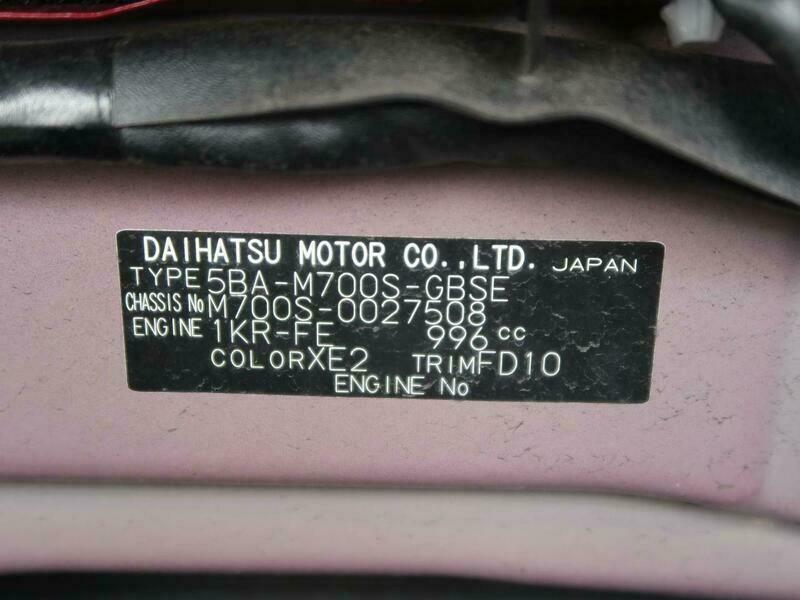 DAIHATSU MOTOR CO.,LTD. JAPAN
TYPE 5BA-M700S-GBSE
CHASSIS No M700S-0027508
ENGINE 1KR-FE 996 cc
COLOR XE2 TRIM FD10
ENGINE No